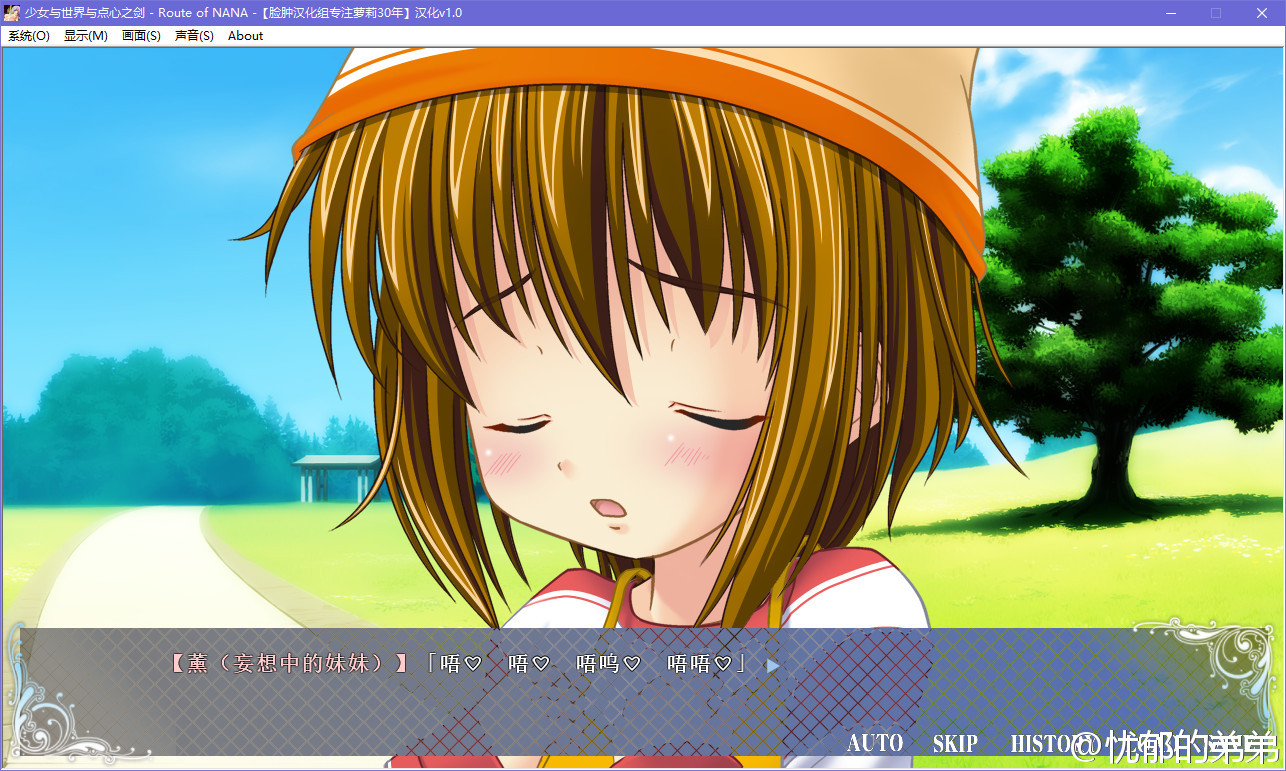 少女与世界与点心之剑 - Route of NANA -【脸肿汉化组专注萝莉30年】汉化v1.0
系统(O) 显示(M) 画面(S) 声音(S) About
【薫（妄想中的妹妹）】「唔♡ 唔♡ 唔呜♡ 唔唔♡」
AUTO SKIP
@忧郁的弟弟